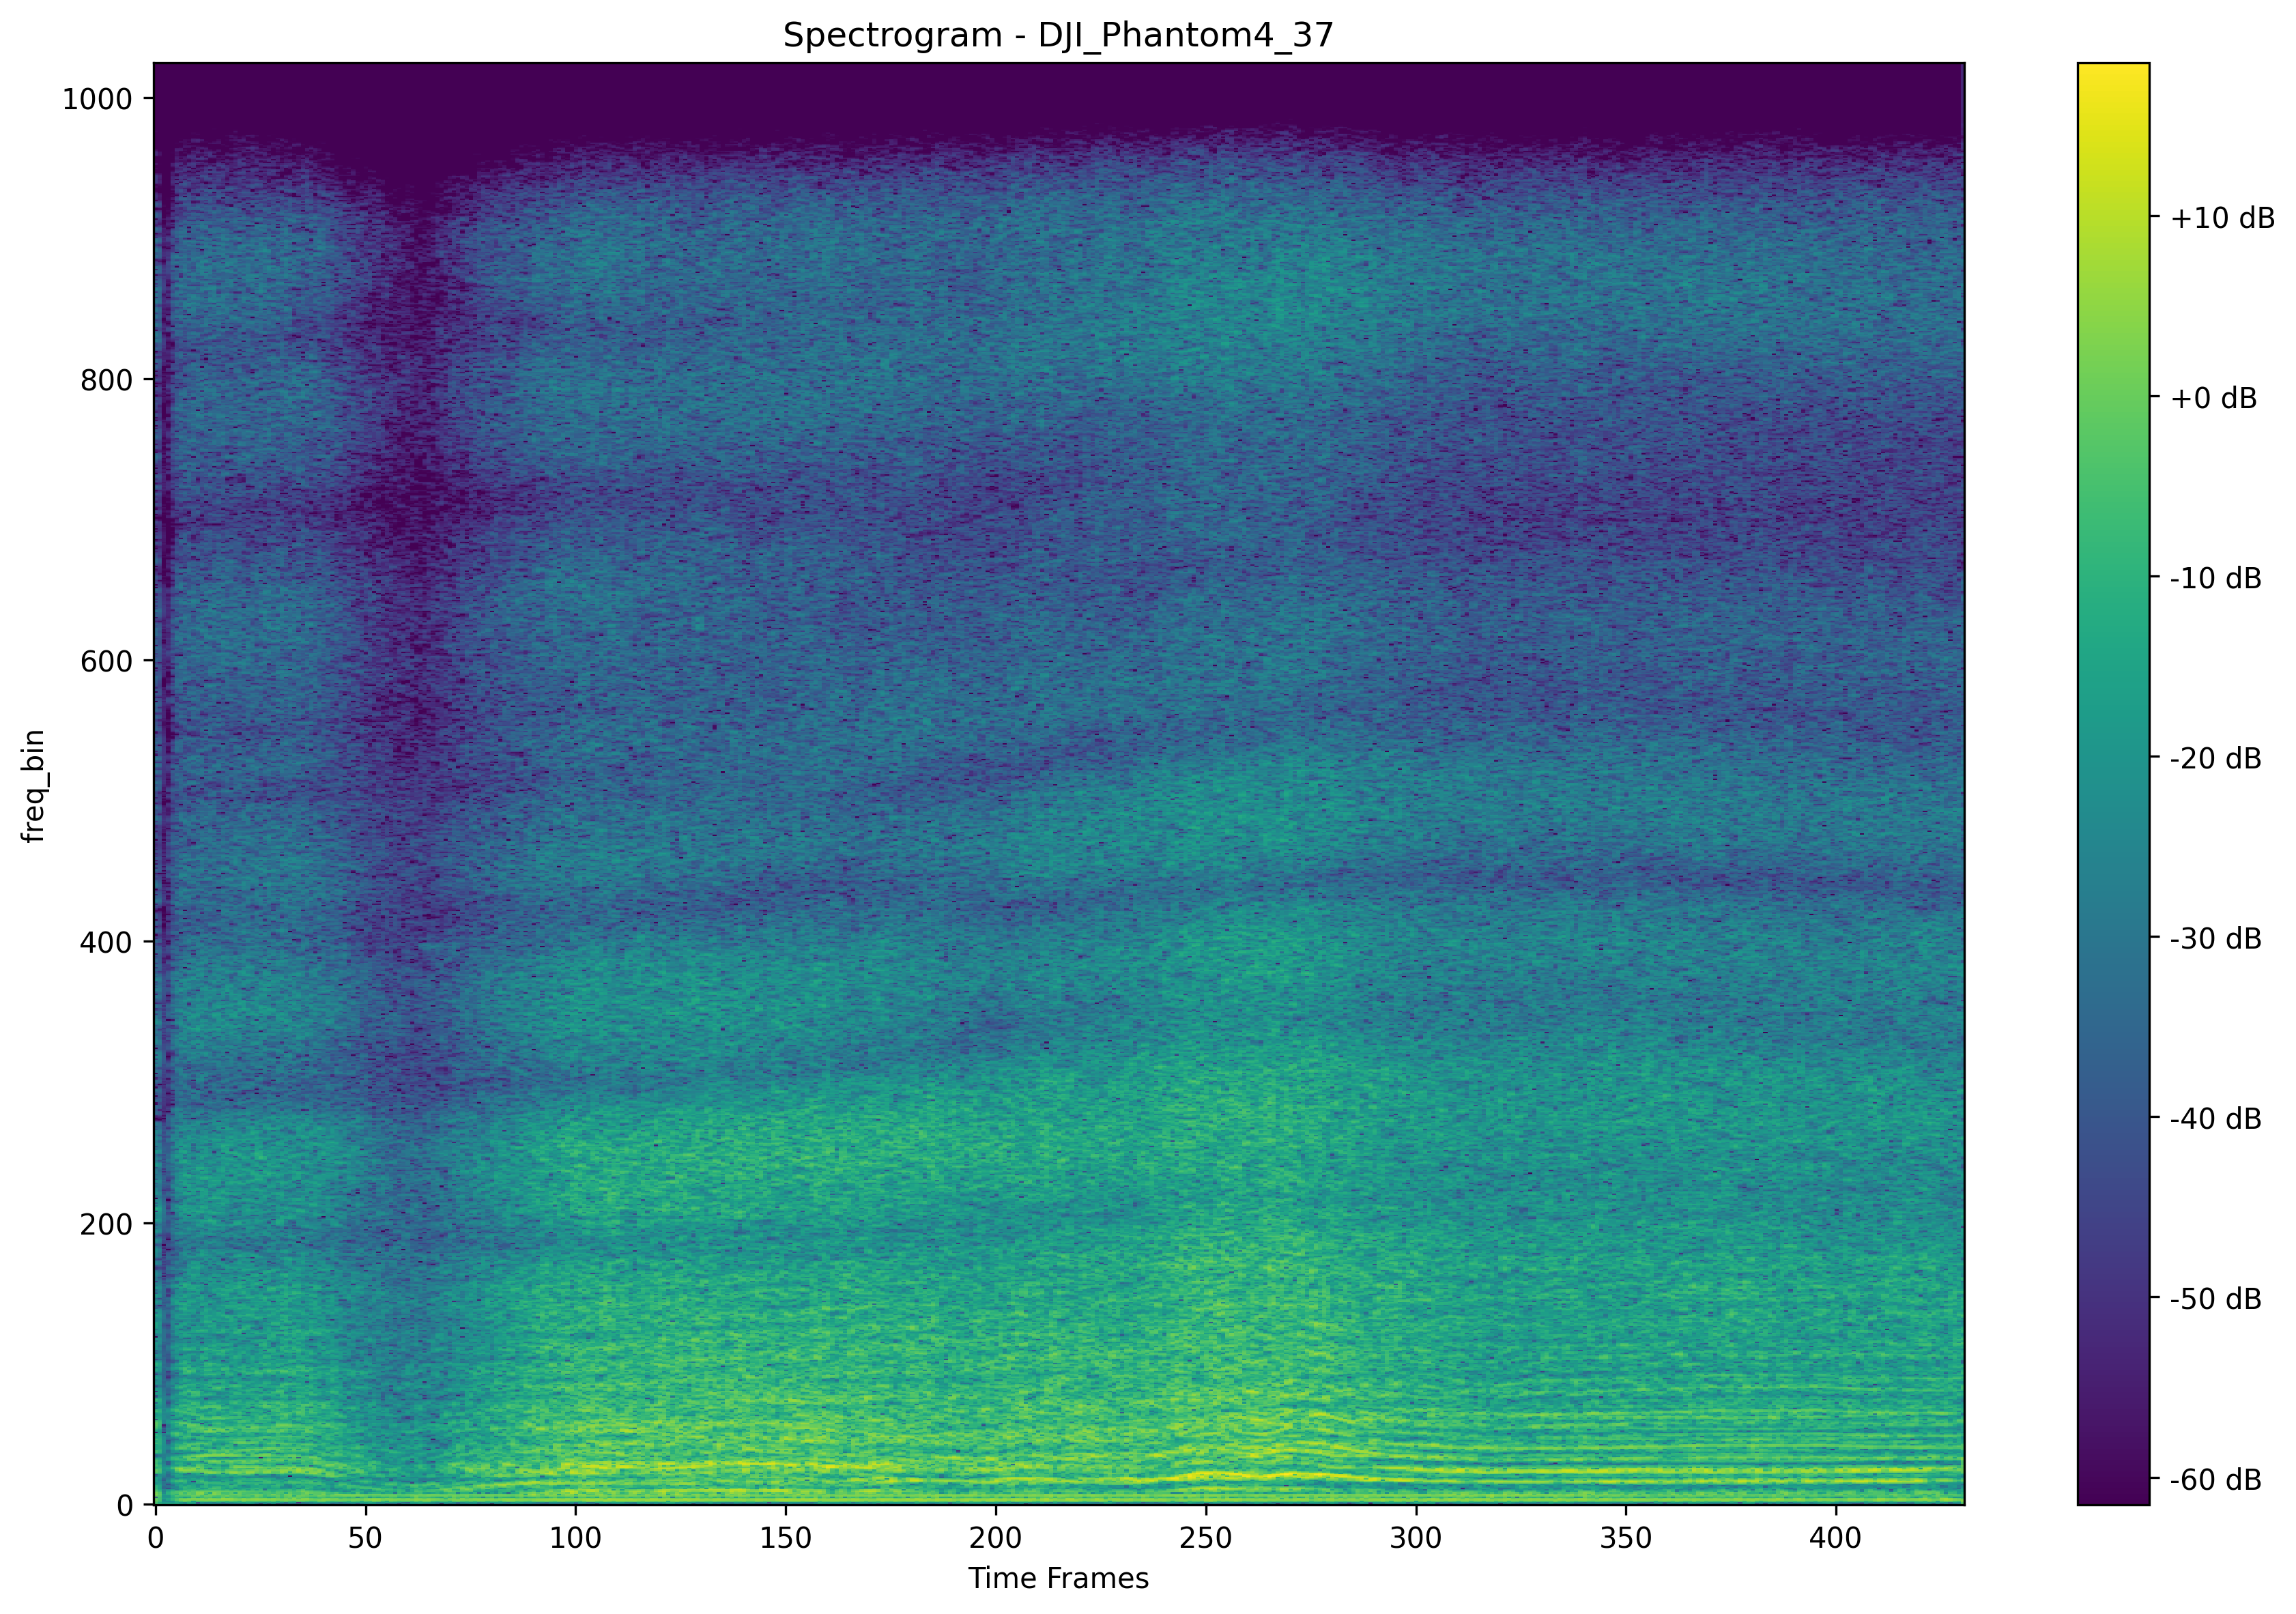 Spectrogram - DJI_Phantom4_37
1000
800
600
400
200
0
freq_bin
0 50 100 150 200 250 300 350 400
Time Frames
+10 dB
+0 dB
-10 dB
-20 dB
-30 dB
-40 dB
-50 dB
-60 dB